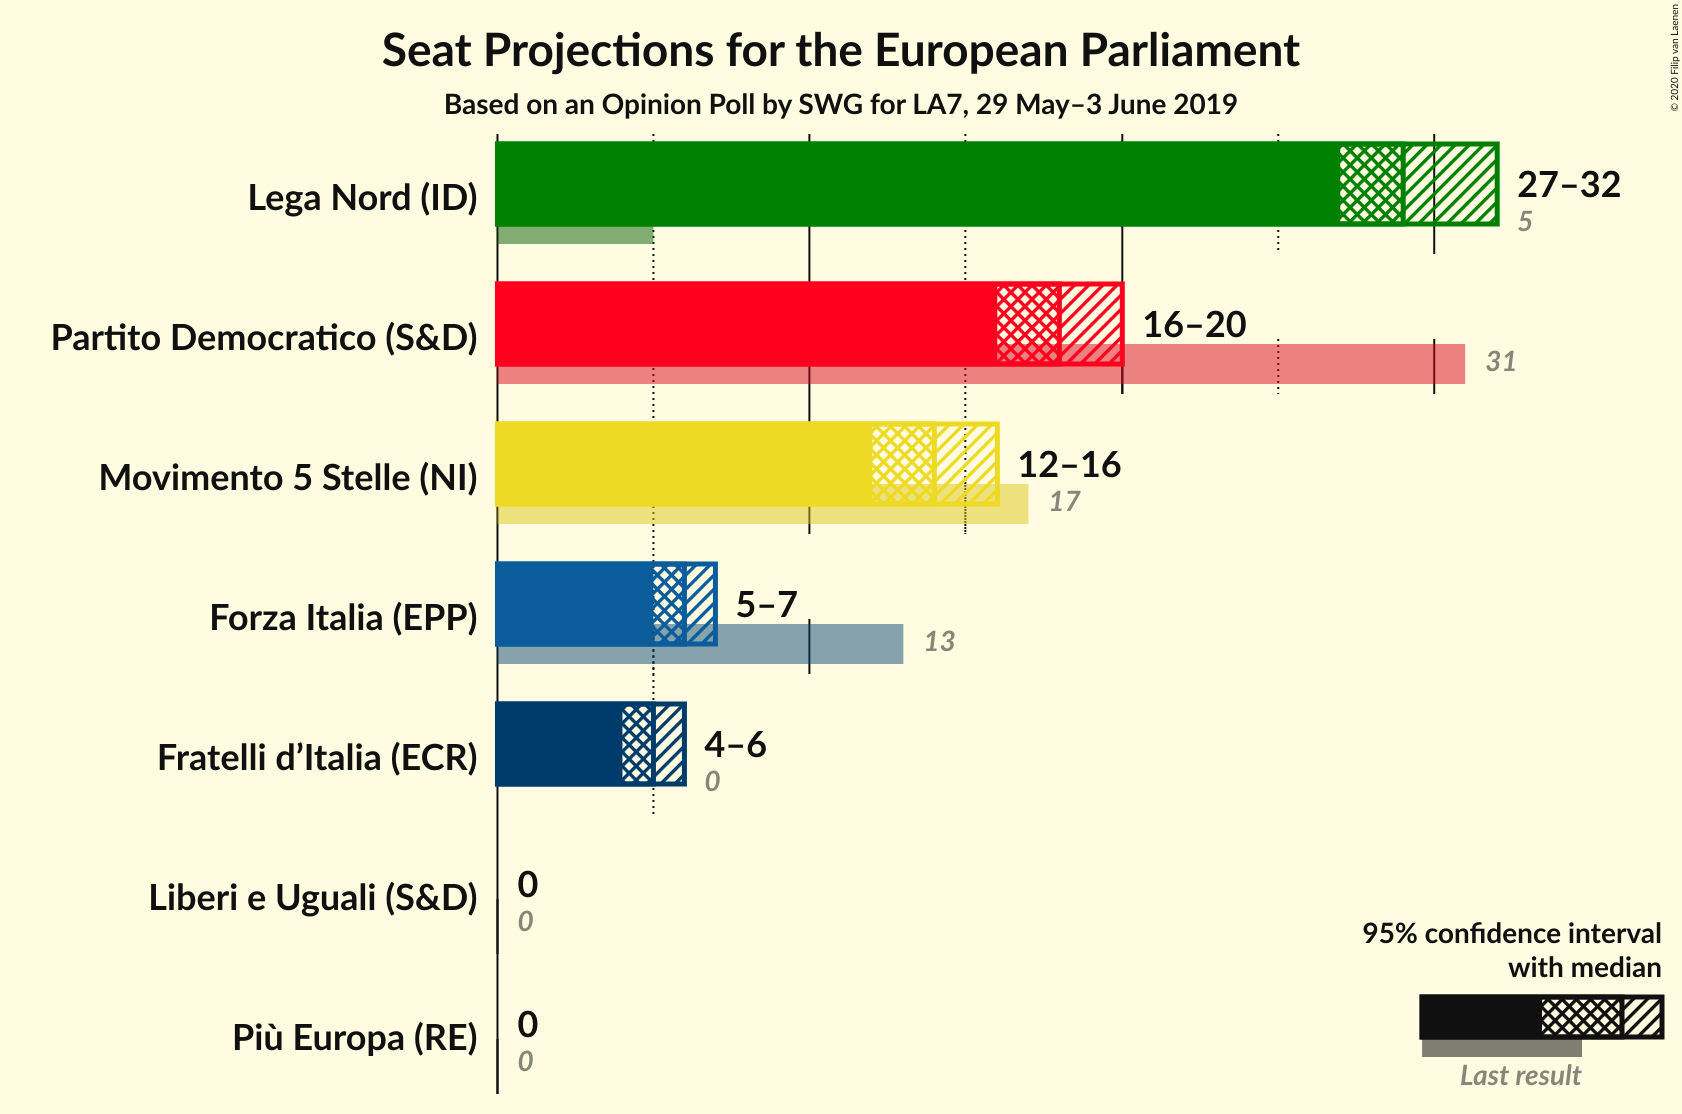 Seat Projections for the European Parliament
Based on an Opinion Poll by SWG for LA7, 29 May–3 June 2019
© 2020 Filip van Laenen
Lega Nord (ID)
27–32
5
Partito Democratico (S&D)
16–20
31
Movimento 5 Stelle (NI)
12–16
17
Forza Italia (EPP)
5–7
13
Fratelli d’Italia (ECR)
4–6
0
Liberi e Uguali (S&D)
0
0
Più Europa (RE)
0
0
95% confidence interval
with median
Last result